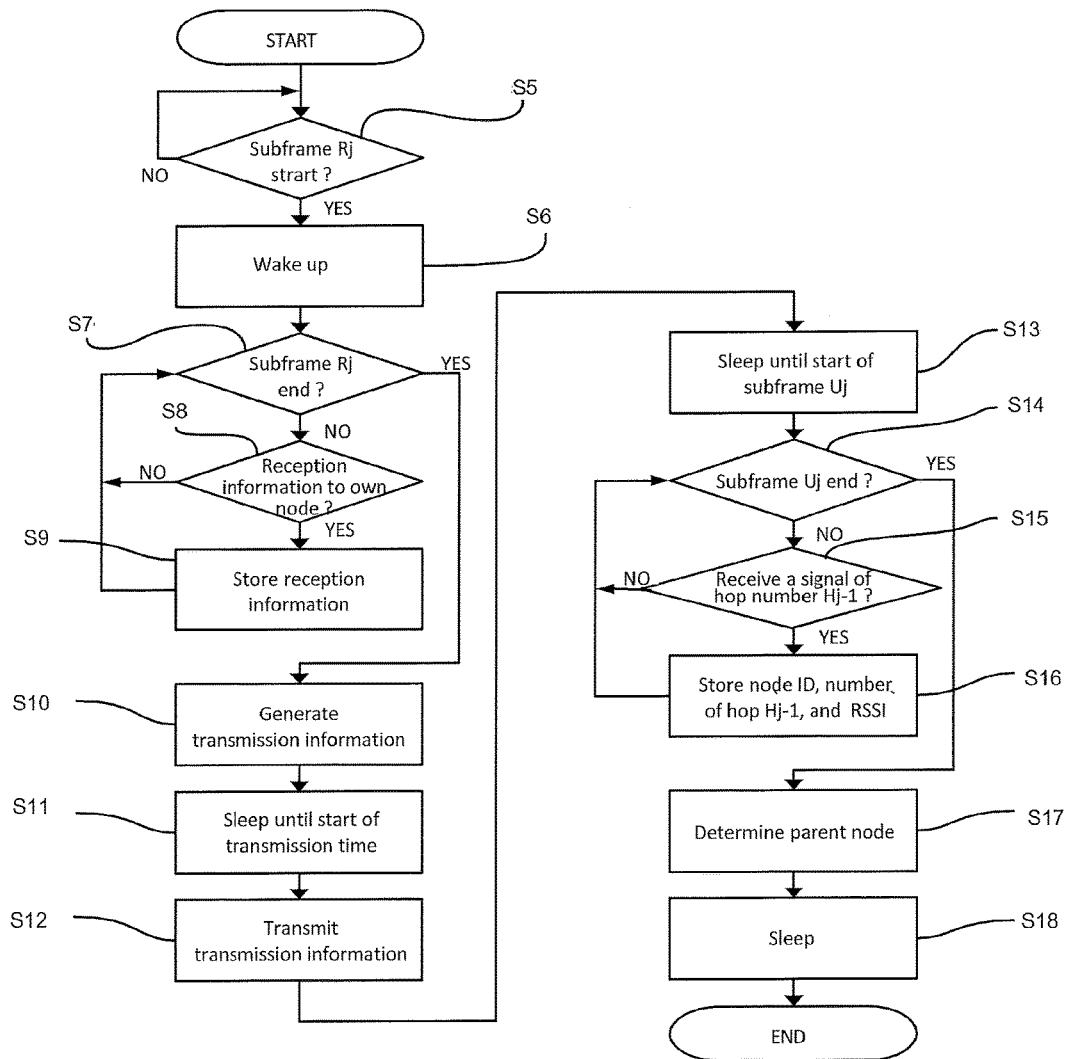 START
S5
Subframe Rj
strart ?
NO
YES
S6
Wake up
S7
Subframe Rj
end ?
YES
S8
NO
Reception
information to own
node ?
NO
YES
S9
Store reception
information
S10
Generate
transmission information
S11
Sleep until start of
transmission time
S12
Transmit
transmission information
S13
Sleep until start of
subframe Uj
S14
Subframe Uj end ?
YES
S15
NO
Receive a signal of
hop number Hj-1 ?
NO
YES
S16
Store node ID, number
of hop Hj-1, and RSSI
S17
Determine parent node
S18
Sleep
END